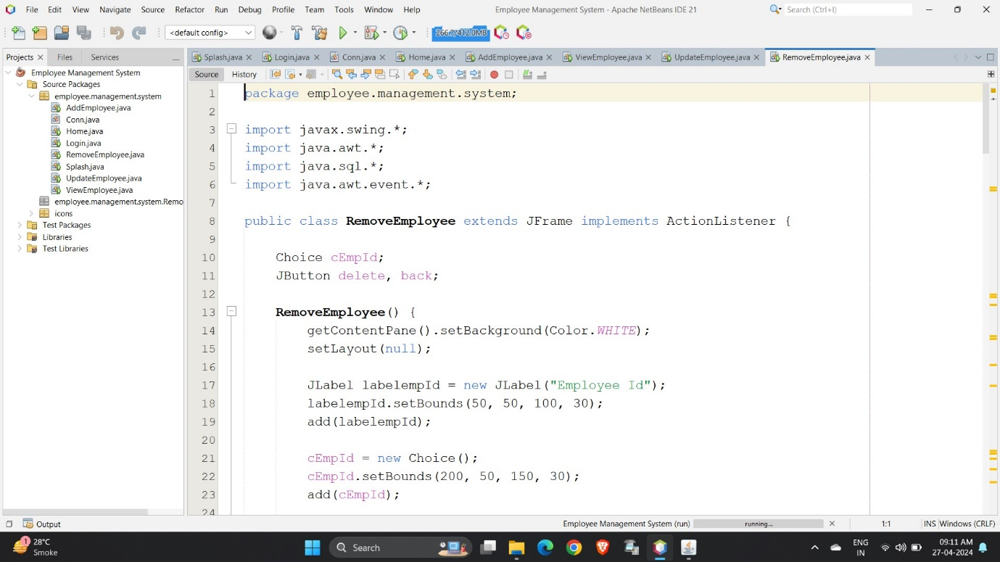 File Edit View Navigate Source Refactor Run Debug Profile Team Tools Window Help Employee Management System - Apache NetBeans IDE 21 Search (Ctrl+I)
<default config> 266.7/412.0MB
Projects Files Services
Splash.java Login.java Conn.java Home.java AddEmployee.java ViewEmployee.java UpdateEmployee.java RemoveEmployee.java
Source History
Employee Management System
Source Packages
employee.management.system
AddEmployee.java
Conn.java
Home.java
Login.java
RemoveEmployee.java
Splash.java
UpdateEmployee.java
ViewEmployee.java
employee.management.system.Remo
icons
Test Packages
Libraries
Test Libraries
1 package employee.management.system;
2
3 import javax.swing.*;
4 import java.awt.*;
5 import java.sql.*;
6 import java.awt.event.*;
7
8 public class RemoveEmployee extends JFrame implements ActionListener {
9
10 Choice cEmpId;
11 JButton delete, back;
12
13 RemoveEmployee() {
14 getContentPane().setBackground(Color.WHITE);
15 setLayout(null);
16
17 JLabel labelempId = new JLabel("Employee Id");
18 labelempId.setBounds(50, 50, 100, 30);
19 add(labelempId);
20
21 cEmpId = new Choice();
22 cEmpId.setBounds(200, 50, 150, 30);
23 add(cEmpId);
24
Output Employee Management System (run) running... 1:1 INS Windows (CRLF)
1 28°C
Smoke
Search
ENG
IN
09:11 AM
27-04-2024